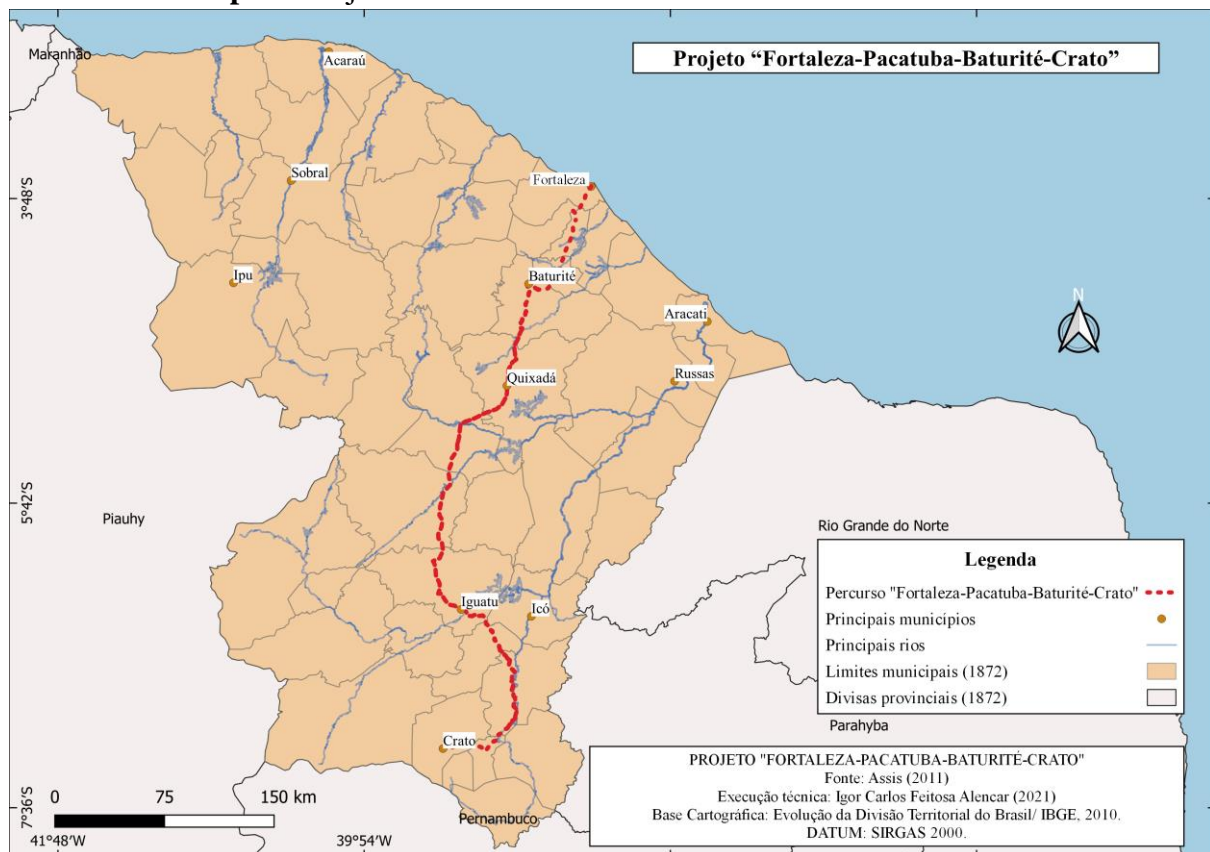 Projeto “Fortaleza-Pacatuba-Baturité-Crato”
Maranhão
Acaraú
Sobral
Fortaleza
3°48'S
Ipu
Baturité
Aracati
N
Quixadá
Russas
5°42'S
Piauhy
Rio Grande do Norte
Legenda
Percurso "Fortaleza-Pacatuba-Baturité-Crato"
Principais municípios
Principais rios
Limites municipais (1872)
Divisas provinciais (1872)
Iguatu
Icó
Parahyba
Crato
PROJETO "FORTALEZA-PACATUBA-BATURITÉ-CRATO"
Fonte: Assis (2011)
Execução técnica: Igor Carlos Feitosa Alencar (2021)
Base Cartográfica: Evolução da Divisão Territorial do Brasil/ IBGE, 2010.
DATUM: SIRGAS 2000.
0 75 150 km
7°36'S
Pernambuco
41°48'W
39°54'W